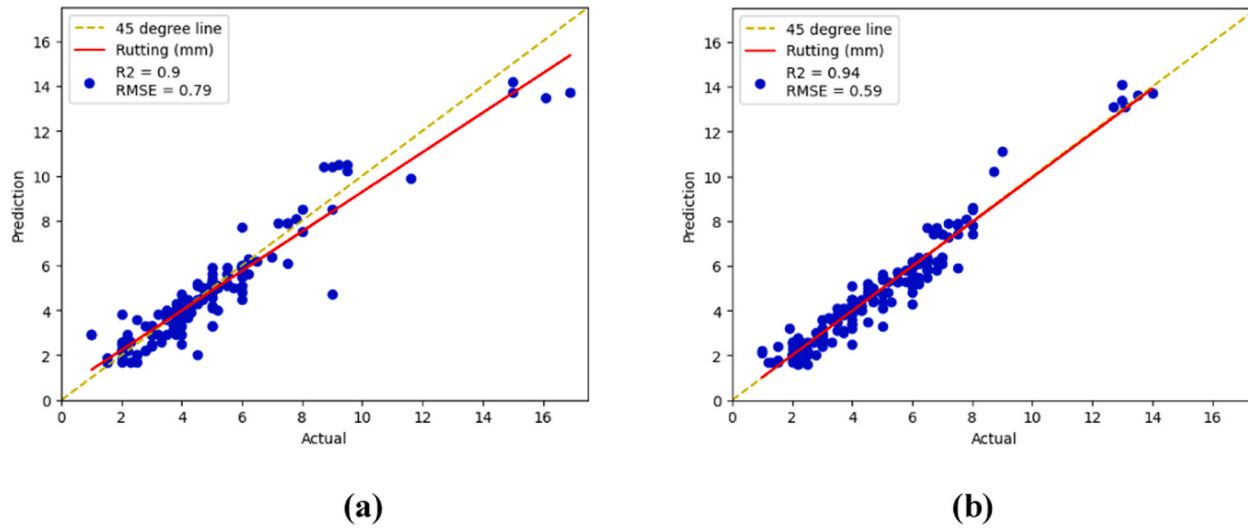 45 degree line
Rutting (mm)
R2 = 0.9
RMSE = 0.79
16
14
12
10
8
6
4
2
0
Prediction
0 2 4 6 8 10 12 14 16
Actual
(a)
45 degree line
Rutting (mm)
R2 = 0.94
RMSE = 0.59
16
14
12
10
8
6
4
2
0
Prediction
0 2 4 6 8 10 12 14 16
Actual
(b)